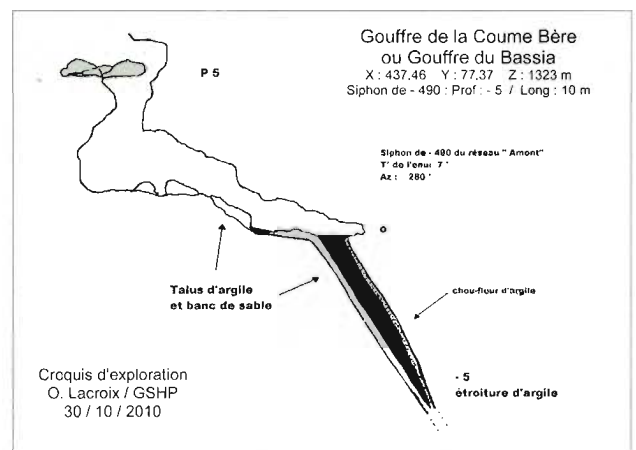 Gouffre de la Coume Bère
ou Gouffre du Bassia
X : 437.46 Y : 77.37 Z : 1323 m
Siphon de - 490 : Prof : - 5 / Long : 10 m
P 5
Siphon de - 490 du réseau " Amont"
T° de l'eau: 7 °
Az : 280 °
o
Talus d'argile
et banc de sable
chou-fleur d'argile
- 5
étroiture d'argile
Croquis d'exploration
O. Lacroix / GSHP
30 / 10 / 2010